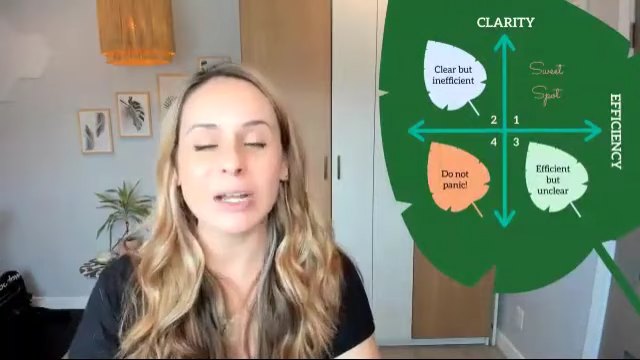 CLARITY
Clear but
inefficient
Sweet
Spot
EFFICIENCY
2 1
4 3
Do not
panic!
Efficient
but
unclear